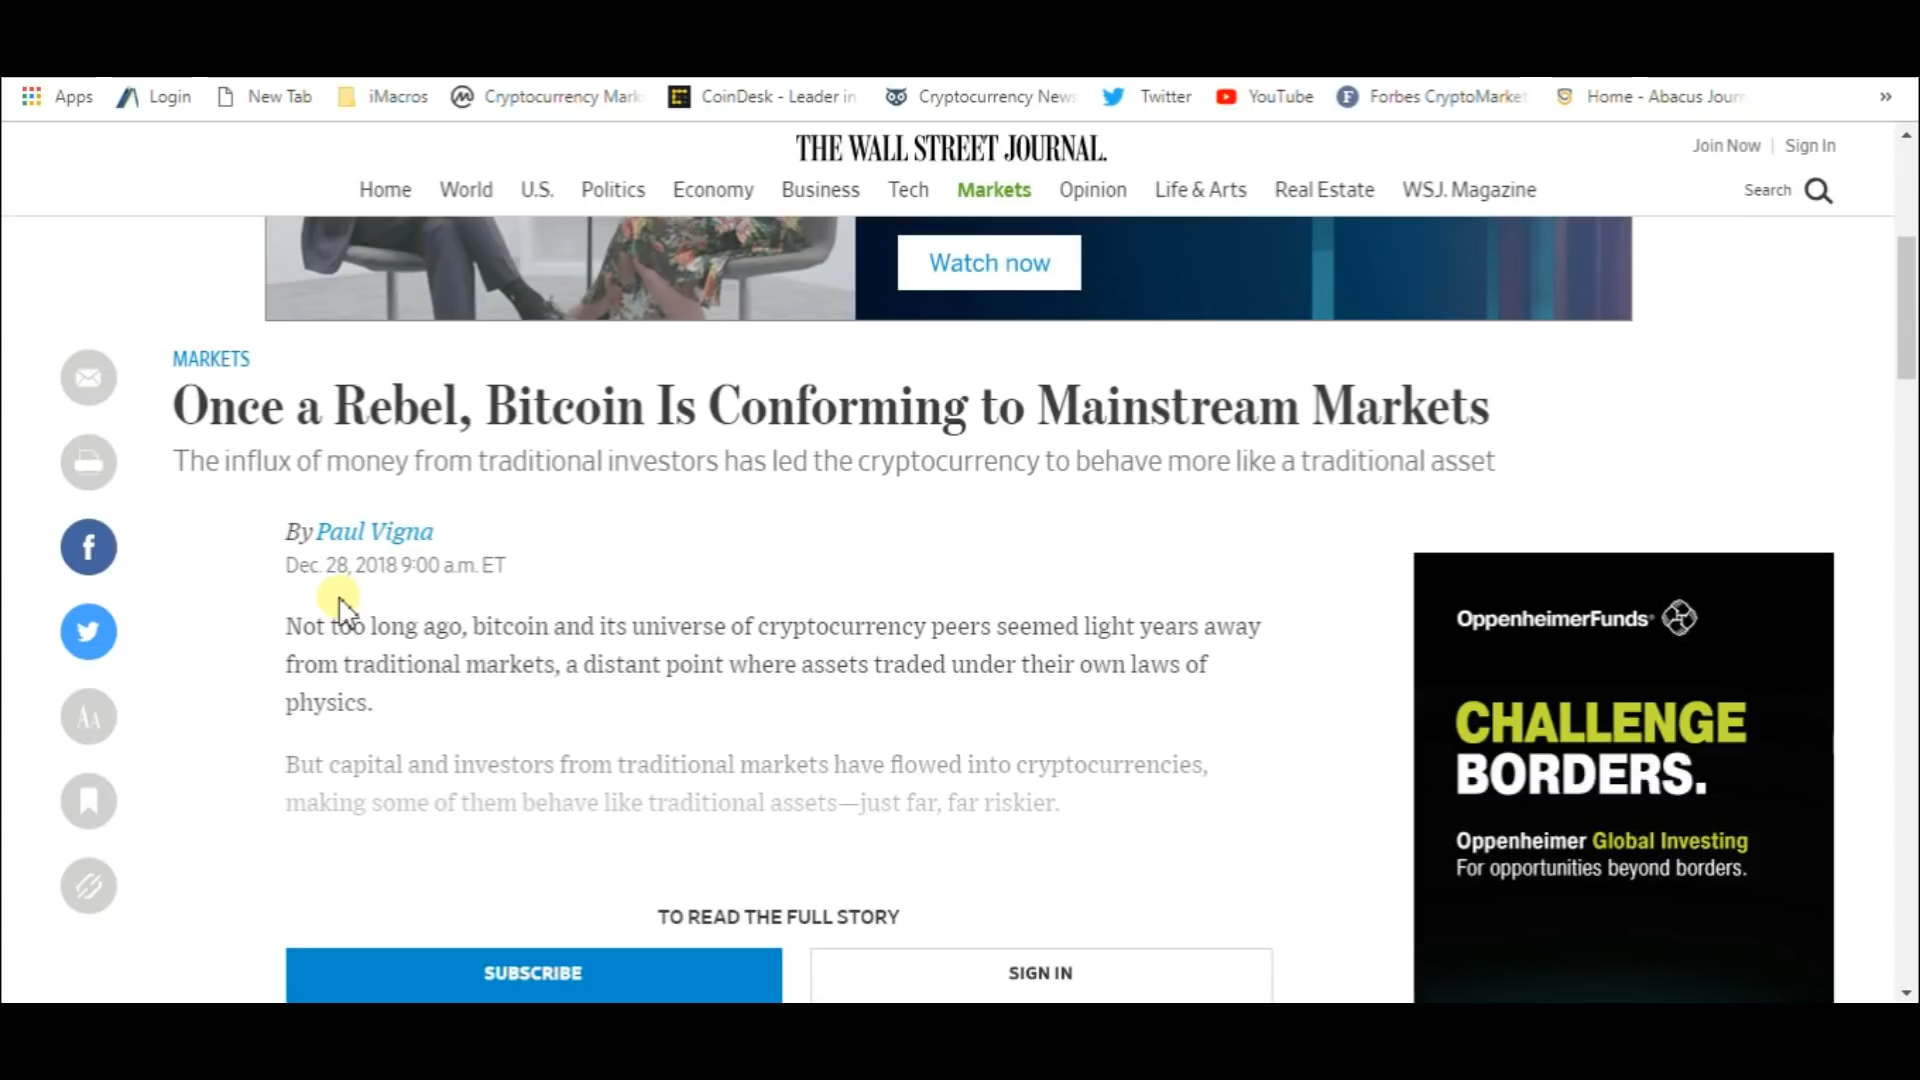 Apps Login New Tab iMacros Cryptocurrency Mark CoinDesk - Leader in Cryptocurrency News Twitter YouTube Forbes CryptoMarket Home - Abacus Journ »
THE WALL STREET JOURNAL.
Join Now | Sign In
Home World U.S. Politics Economy Business Tech Markets Opinion Life & Arts Real Estate WSJ. Magazine
Search
Watch now
MARKETS
Once a Rebel, Bitcoin Is Conforming to Mainstream Markets
The influx of money from traditional investors has led the cryptocurrency to behave more like a traditional asset
By Paul Vigna
Dec. 28, 2018 9:00 a.m. ET
Not too long ago, bitcoin and its universe of cryptocurrency peers seemed light years away
from traditional markets, a distant point where assets traded under their own laws of
physics.
But capital and investors from traditional markets have flowed into cryptocurrencies,
making some of them behave like traditional assets—just far, far riskier.
TO READ THE FULL STORY
SUBSCRIBE
SIGN IN
f
AA
OppenheimerFunds®
CHALLENGE
BORDERS.
Oppenheimer Global Investing
For opportunities beyond borders.